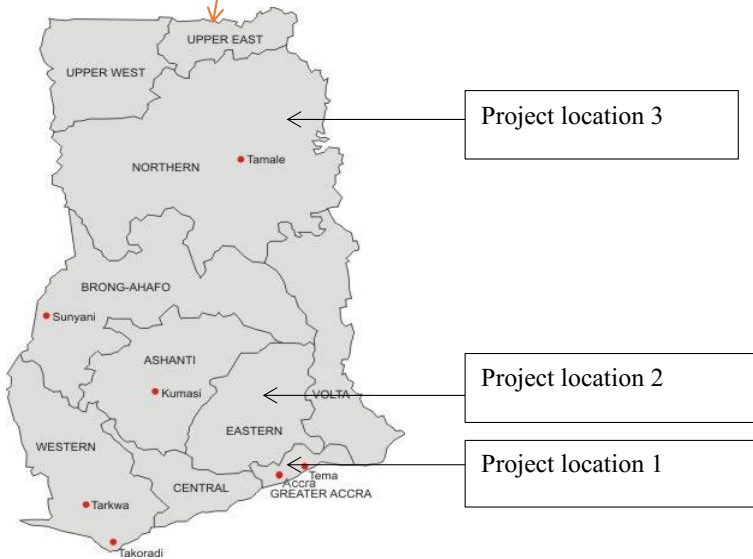 UPPER EAST
UPPER WEST
Project location 3
NORTHERN
Tamale
BRONG-AHAFO
Sunyani
ASHANTI
Project location 2
Kumasi
VOLTA
EASTERN
WESTERN
Project location 1
Tema
Accra
CENTRAL
GREATER ACCRA
Tarkwa
Takoradi